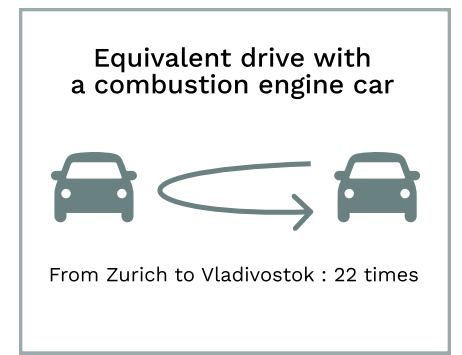 Equivalent drive with
a combustion engine car
From Zurich to Vladivostok : 22 times